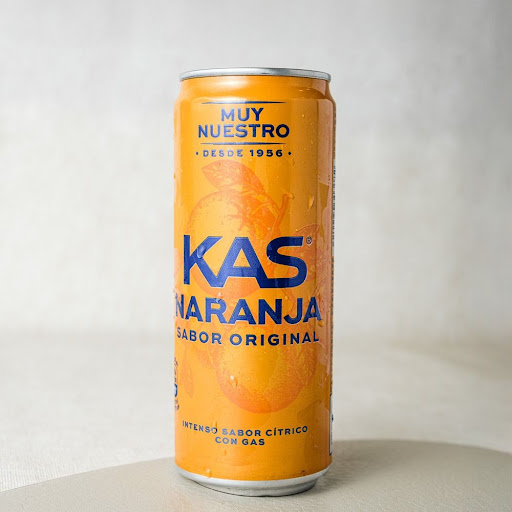 MUY
NUESTRO
• DESDE 1956 •
KAS®
NARANJA
SABOR ORIGINAL
INTENSO SABOR CÍTRICO
CON GAS